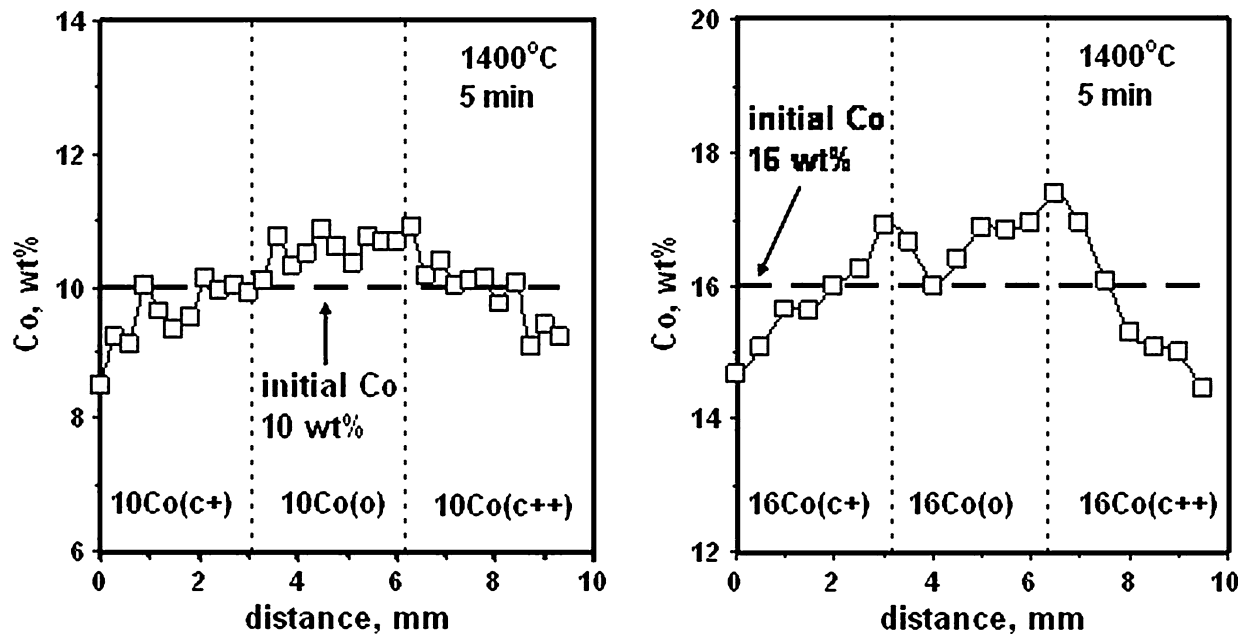 14
12
10
8
6
Co, wt%
1400°C
5 min
initial Co
10 wt%
10Co(c+)
10Co(o)
10Co(c++)
0
2
4
6
8
10
distance, mm
20
18
16
14
12
Co, wt%
1400°C
5 min
initial Co
16 wt%
16Co(c+)
16Co(o)
16Co(c++)
0
2
4
6
8
10
distance, mm